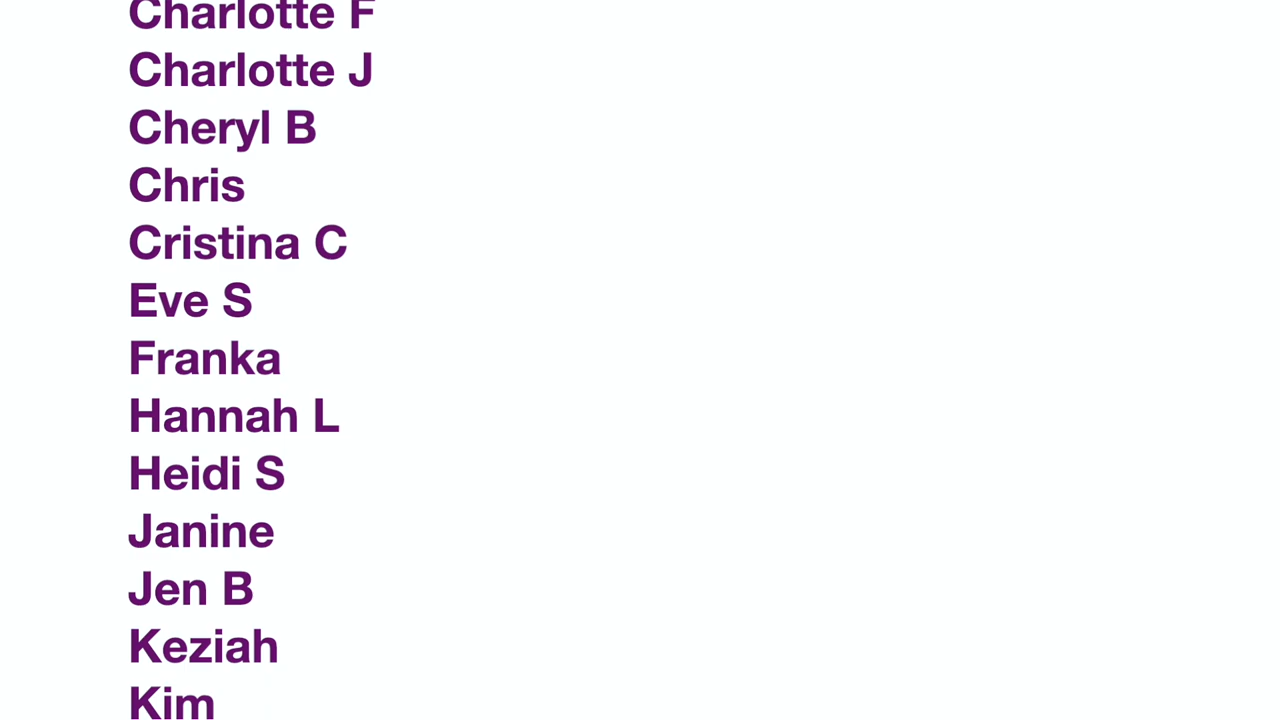 Charlotte F
Charlotte J
Cheryl B
Chris
Cristina C
Eve S
Franka
Hannah L
Heidi S
Janine
Jen B
Keziah
Kim